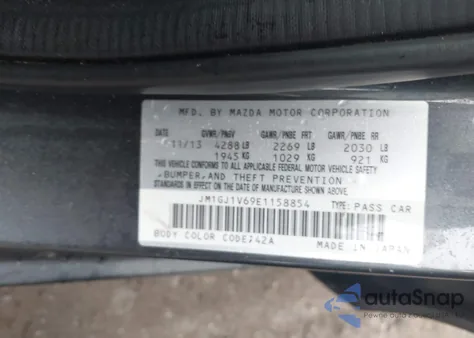 MFD. BY MAZDA MOTOR CORPORATION
GVWR/PNBV GAWR/PNBE FRT GAWR/PNBE RR
11/13 4288 LB 2269 LB 2030 LB
1945 KG 1029 KG 921 KG
THIS VEHICLE CONFORMS TO ALL APPLICABLE FEDERAL MOTOR VEHICLE SAFETY
, BUMPER, AND THEFT PREVENTION
STANDARDS IN EFFECT ON THE DATE OF MANUFACTURE SHOWN ABOVE.
JM1GJ1V69E1158854 TYPE: PASS CAR
BODY COLOR CODE: 42A MADE IN JAPAN
autoSnap